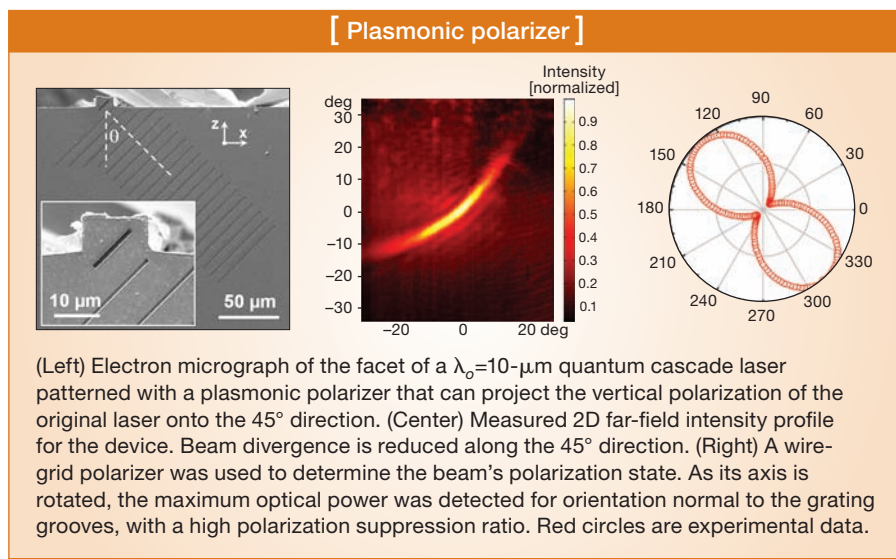 [ Plasmonic polarizer ]
Intensity
[normalized]
deg
30
20
10
0
−10
−20
−30
−20
0
20 deg
0.9
0.8
0.7
0.6
0.5
0.4
0.3
0.2
0.1
θ
z
x
10 μm
50 μm
90
60
30
0
330
300
270
240
210
180
150
120
(Left) Electron micrograph of the facet of a λo=10-μm quantum cascade laser
patterned with a plasmonic polarizer that can project the vertical polarization of the
original laser onto the 45° direction. (Center) Measured 2D far-field intensity profile
for the device. Beam divergence is reduced along the 45° direction. (Right) A wire-
grid polarizer was used to determine the beam's polarization state. As its axis is
rotated, the maximum optical power was detected for orientation normal to the grating
grooves, with a high polarization suppression ratio. Red circles are experimental data.